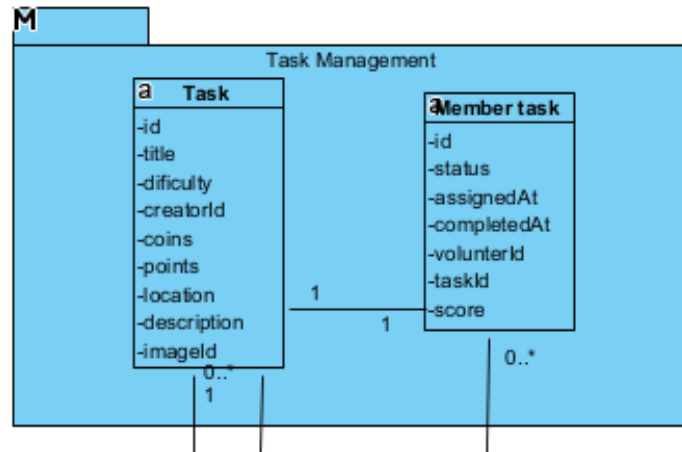 M
Task Management
a Task
-id
-title
-dificulty
-creatorId
-coins
-points
-location
-description
-imageId
0..*
1
1
1
a Member task
-id
-status
-assignedAt
-completedAt
-volunterId
-taskId
-score
0..*